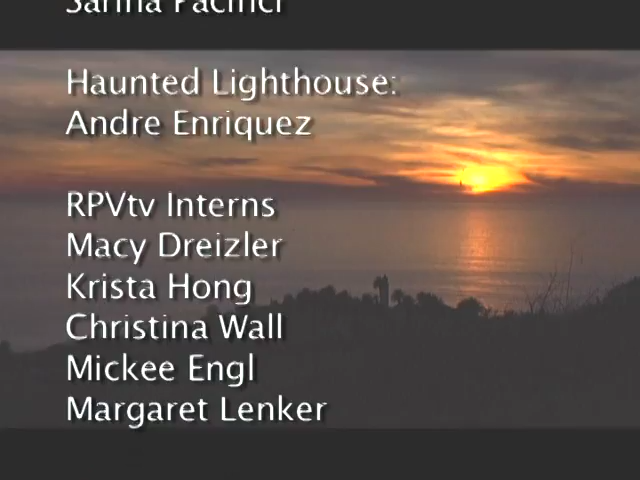 Haunted Lighthouse:
Andre Enriquez
RPVtv Interns
Macy Dreizler
Krista Hong
Christina Wall
Mickee Engl
Margaret Lenker